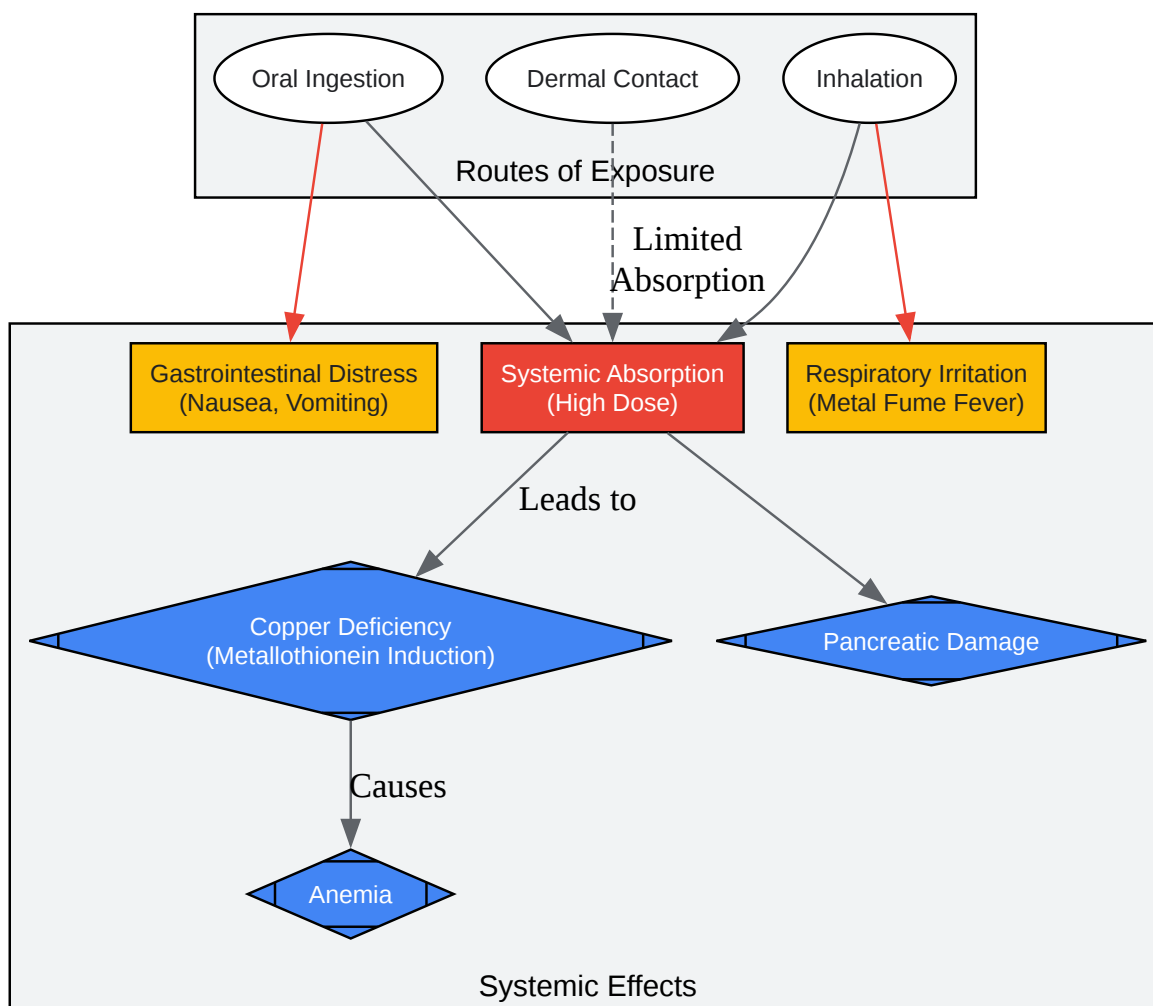 Oral Ingestion
Dermal Contact
Inhalation
Routes of Exposure
Limited
Absorption
Gastrointestinal Distress
(Nausea, Vomiting)
Systemic Absorption
(High Dose)
Respiratory Irritation
(Metal Fume Fever)
Leads to
Copper Deficiency
(Metallothionein Induction)
Pancreatic Damage
Causes
Anemia
Systemic Effects